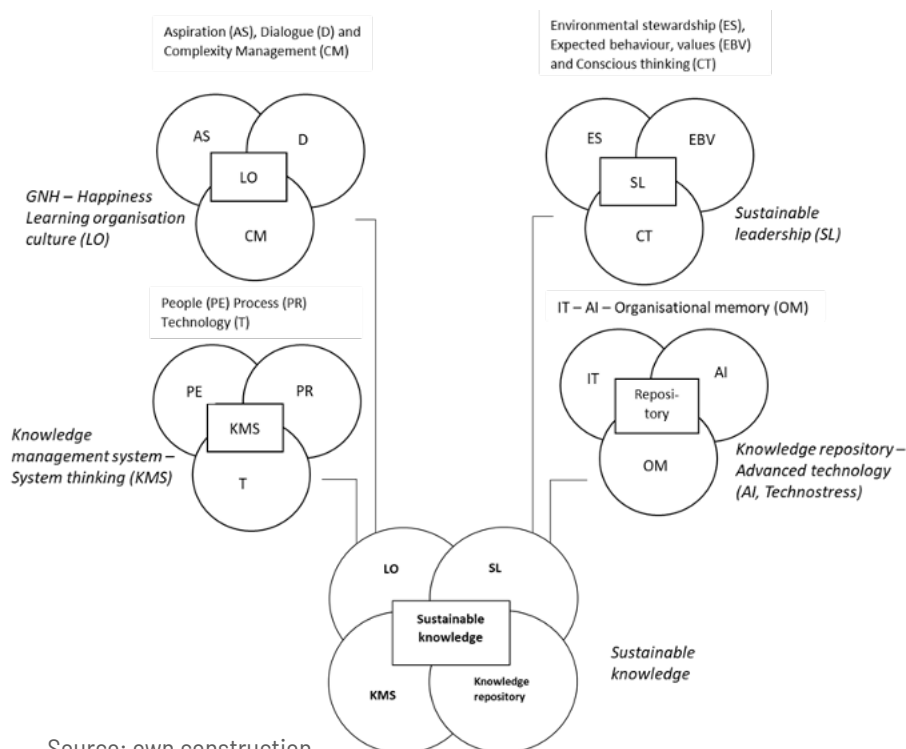 Aspiration (AS), Dialogue (D) and
Complexity Management (CM)
AS
D
LO
CM
GNH – Happiness
Learning organisation
culture (LO)
Environmental stewardship (ES),
Expected behaviour, values (EBV)
and Conscious thinking (CT)
ES
EBV
SL
CT
Sustainable
leadership (SL)
People (PE) Process (PR)
Technology (T)
PE
PR
KMS
T
Knowledge
management system –
System thinking (KMS)
IT – AI – Organisational memory (OM)
IT
AI
Reposi-
tory
OM
Knowledge repository –
Advanced technology
(AI, Technostress)
LO
SL
Sustainable
knowledge
KMS
Knowledge
repository
Sustainable
knowledge
Source: own construction